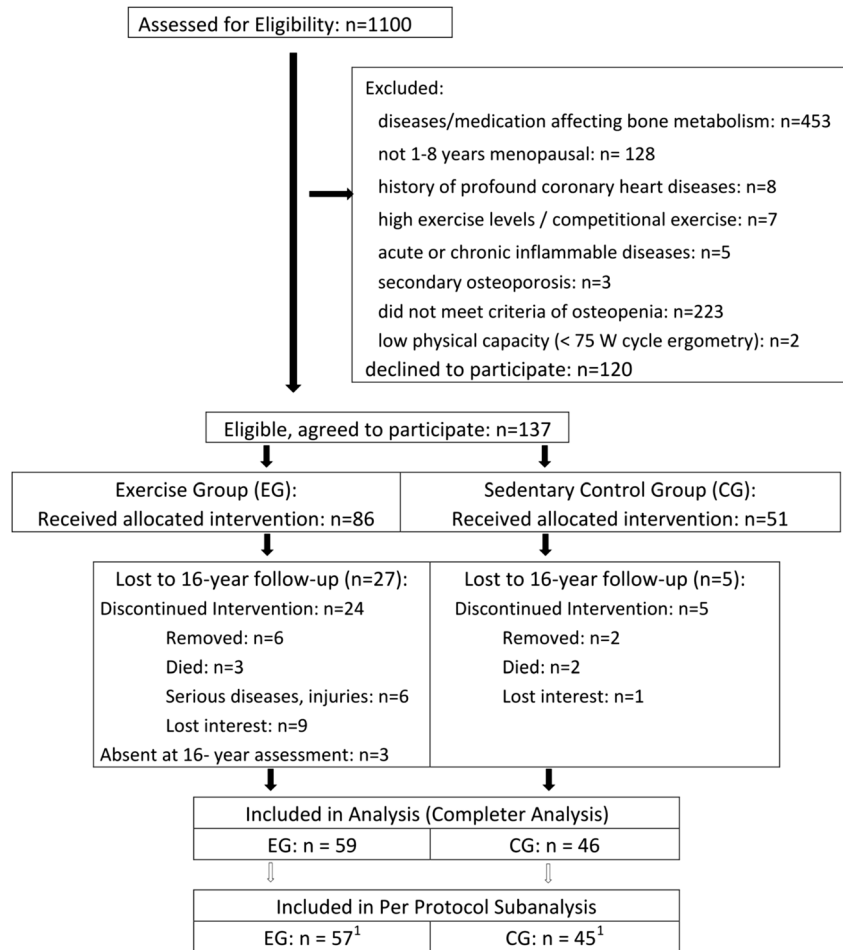 Assessed for Eligibility: n=1100
Excluded:
diseases/medication affecting bone metabolism: n=453
not 1-8 years menopausal: n= 128
history of profound coronary heart diseases: n=8
high exercise levels / competitional exercise: n=7
acute or chronic inflammable diseases: n=5
secondary osteoporosis: n=3
did not meet criteria of osteopenia: n=223
low physical capacity (< 75 W cycle ergometry): n=2
declined to participate: n=120
Eligible, agreed to participate: n=137
Exercise Group (EG):
Received allocated intervention: n=86
Sedentary Control Group (CG):
Received allocated intervention: n=51
Lost to 16-year follow-up (n=27):
Discontinued Intervention: n=24
Removed: n=6
Died: n=3
Serious diseases, injuries: n=6
Lost interest: n=9
Absent at 16- year assessment: n=3
Lost to 16-year follow-up (n=5):
Discontinued Intervention: n=5
Removed: n=2
Died: n=2
Lost interest: n=1
Included in Analysis (Completer Analysis)
EG: n = 59
CG: n = 46
Included in Per Protocol Subanalysis
EG: n = 57¹
CG: n = 45¹